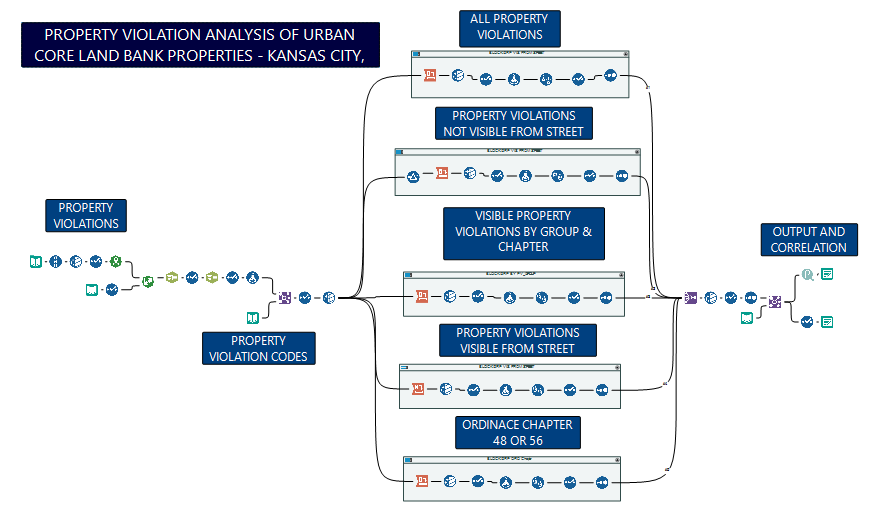 PROPERTY VIOLATION ANALYSIS OF URBAN
CORE LAND BANK PROPERTIES - KANSAS CITY,
ALL PROPERTY
VIOLATIONS
PROPERTY VIOLATIONS
NOT VISIBLE FROM STREET
PROPERTY
VIOLATIONS
VISIBLE PROPERTY
VIOLATIONS BY GROUP &
CHAPTER
OUTPUT AND
CORRELATION
PROPERTY
VIOLATION CODES
PROPERTY VIOLATIONS
VISIBLE FROM STREET
ORDINACE CHAPTER
48 OR 56